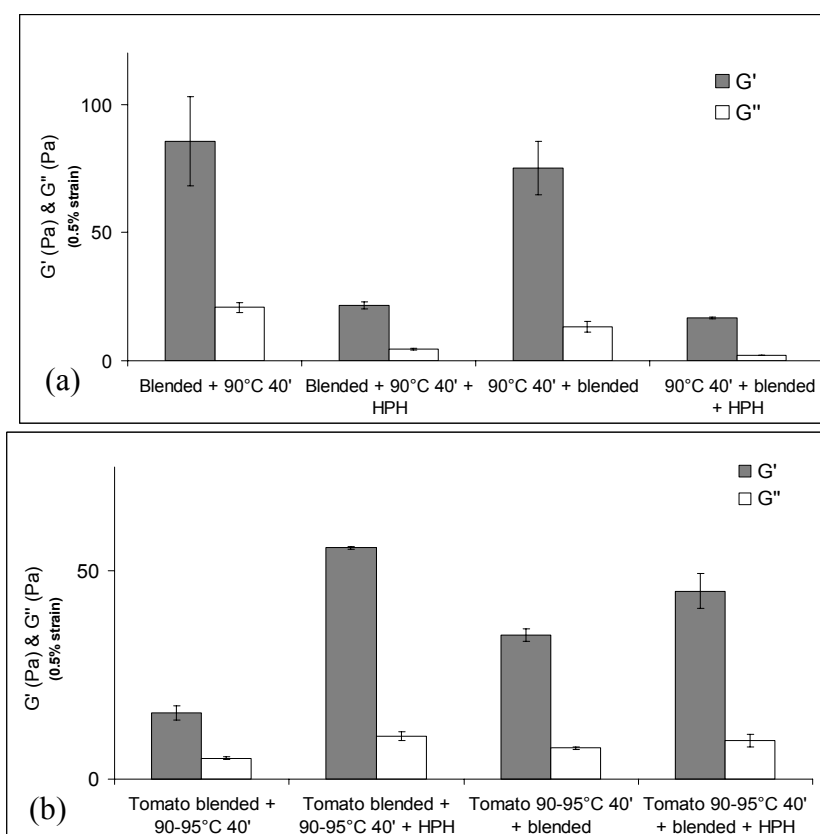 G'
G"
100
50
0
G' (Pa) & G" (Pa)
(0.5% strain)
(a)
Blended + 90°C 40'
Blended + 90°C 40' +
HPH
90°C 40' + blended
90°C 40' + blended
+ HPH
G'
G"
50
0
G' (Pa) & G" (Pa)
(0.5% strain)
(b)
Tomato blended +
90-95°C 40'
Tomato blended +
90-95°C 40' + HPH
Tomato 90-95°C 40'
+ blended
Tomato 90-95°C 40'
+ blended + HPH